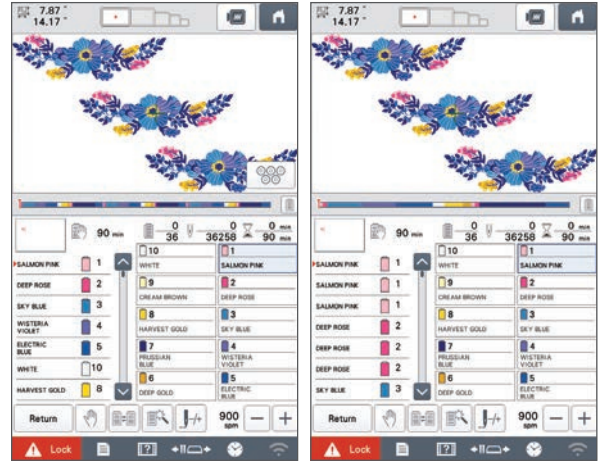 7.87 "
14.17 "
90 min
0
36
0
36258
0 min
90 min
SALMON PINK 1
DEEP ROSE 2
SKY BLUE 3
WISTERIA
VIOLET 4
ELECTRIC
BLUE 5
WHITE 10
HARVEST GOLD 8
10
WHITE
1
SALMON PINK
9
CREAM BROWN
2
DEEP ROSE
8
HARVEST GOLD
3
SKY BLUE
7
PRUSSIAN
BLUE
4
WISTERIA
VIOLET
6
DEEP GOLD
5
ELECTRIC
BLUE
Return
900
spm
Lock
7.87 "
14.17 "
90 min
0
36
0
36258
0 min
90 min
SALMON PINK 1
SALMON PINK 1
SALMON PINK 1
DEEP ROSE 2
DEEP ROSE 2
DEEP ROSE 2
SKY BLUE 3
10
WHITE
1
SALMON PINK
9
CREAM BROWN
2
DEEP ROSE
8
HARVEST GOLD
3
SKY BLUE
7
PRUSSIAN
BLUE
4
WISTERIA
VIOLET
6
DEEP GOLD
5
ELECTRIC
BLUE
Return
900
spm
Lock